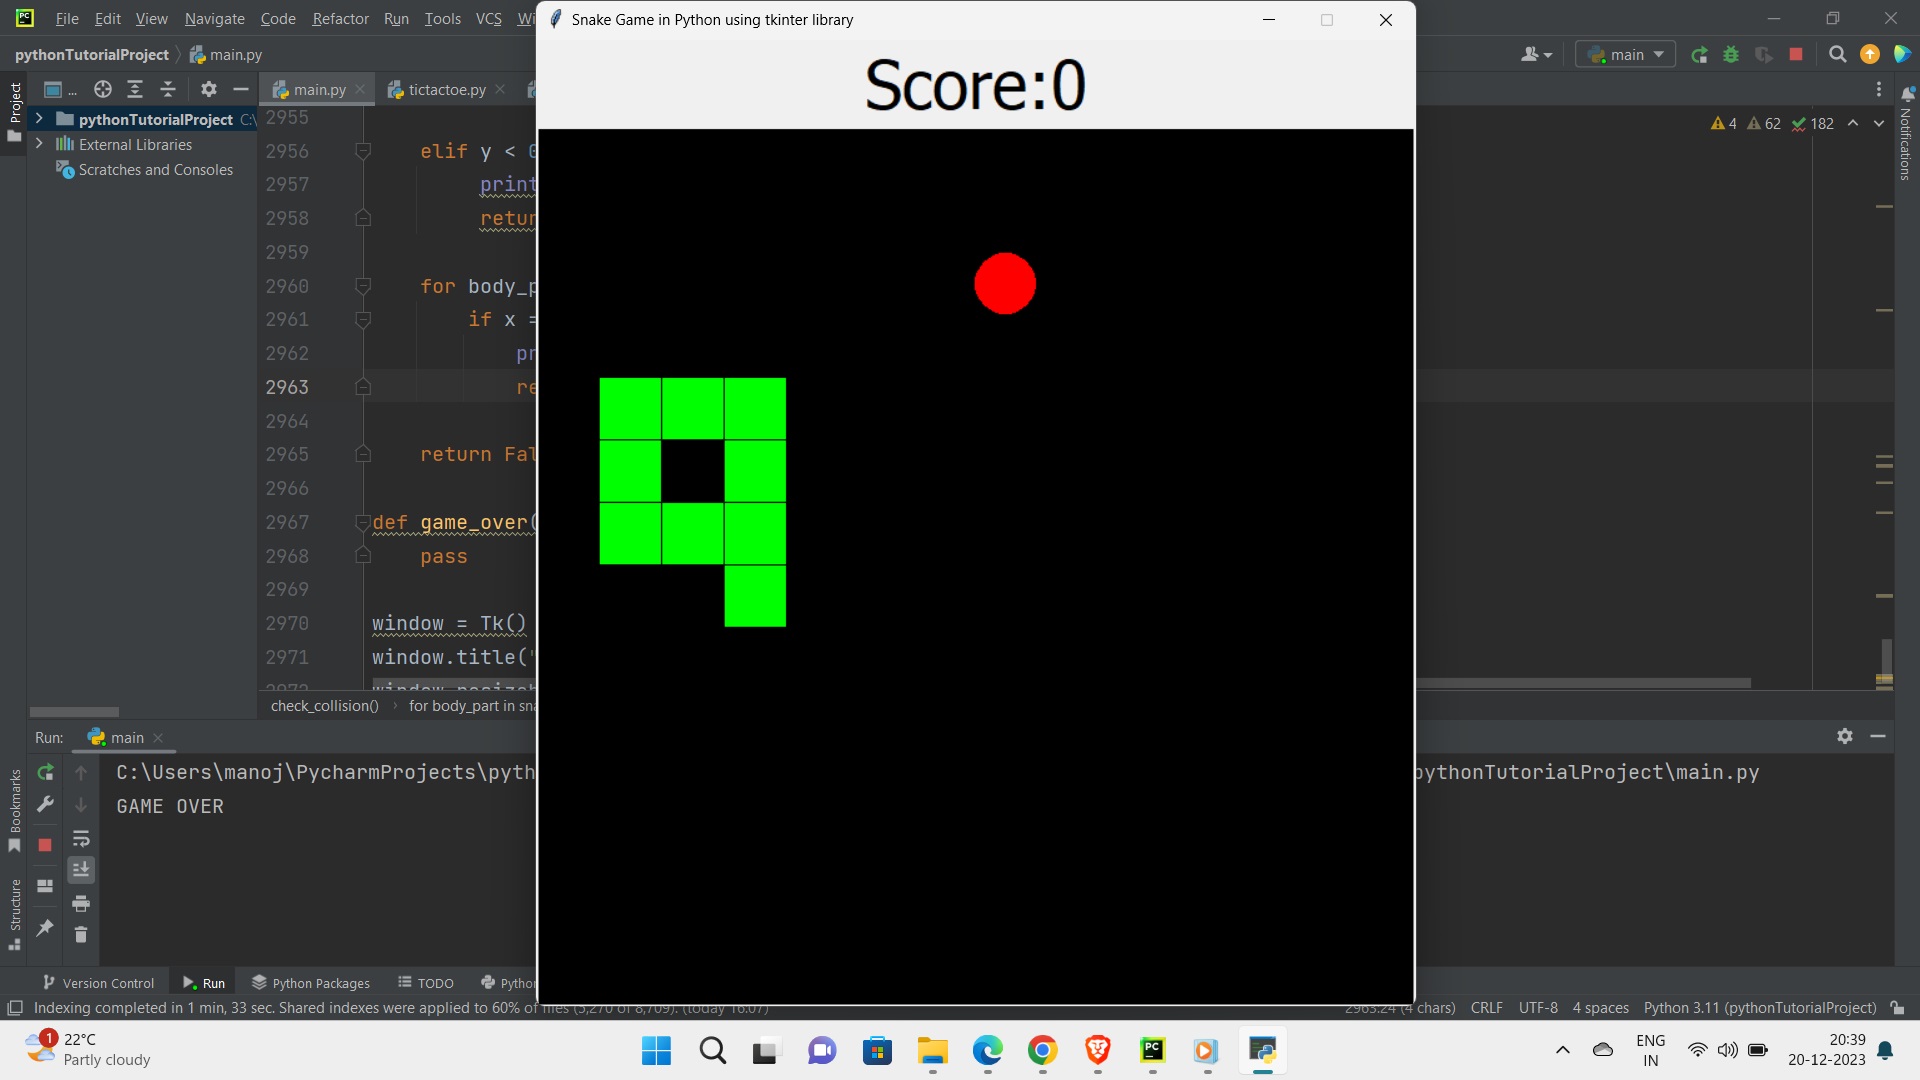 File Edit View Navigate Code Refactor Run Tools VCS Wi
Snake Game in Python using tkinter library
pythonTutorialProject main.py
main
Score:0
Project
...
main.py
tictactoe.py
pythonTutorialProject C:\
External Libraries
Scratches and Consoles
4 62 182
Notifications
2955
2956 elif y < 0
2957 print
2958 retur
2959
2960 for body_p
2961 if x =
2962 pr
2963 re
2964
2965 return Fal
2966
2967 def game_over(
2968 pass
2969
2970 window = Tk()
2971 window.title("
check_collision() for body_part in sna
Run: main
C:\Users\manoj\PycharmProjects\pyth
pythonTutorialProject\main.py
GAME OVER
Bookmarks
Structure
Version Control Run Python Packages TODO Pytho
Indexing completed in 1 min, 33 sec. Shared indexes were applied to 60% of files (5,270 of 8,709). (today 16:07)
2963:24 (4 chars) CRLF UTF-8 4 spaces Python 3.11 (pythonTutorialProject)
1
22°C
Partly cloudy
ENG
IN
20:39
20-12-2023